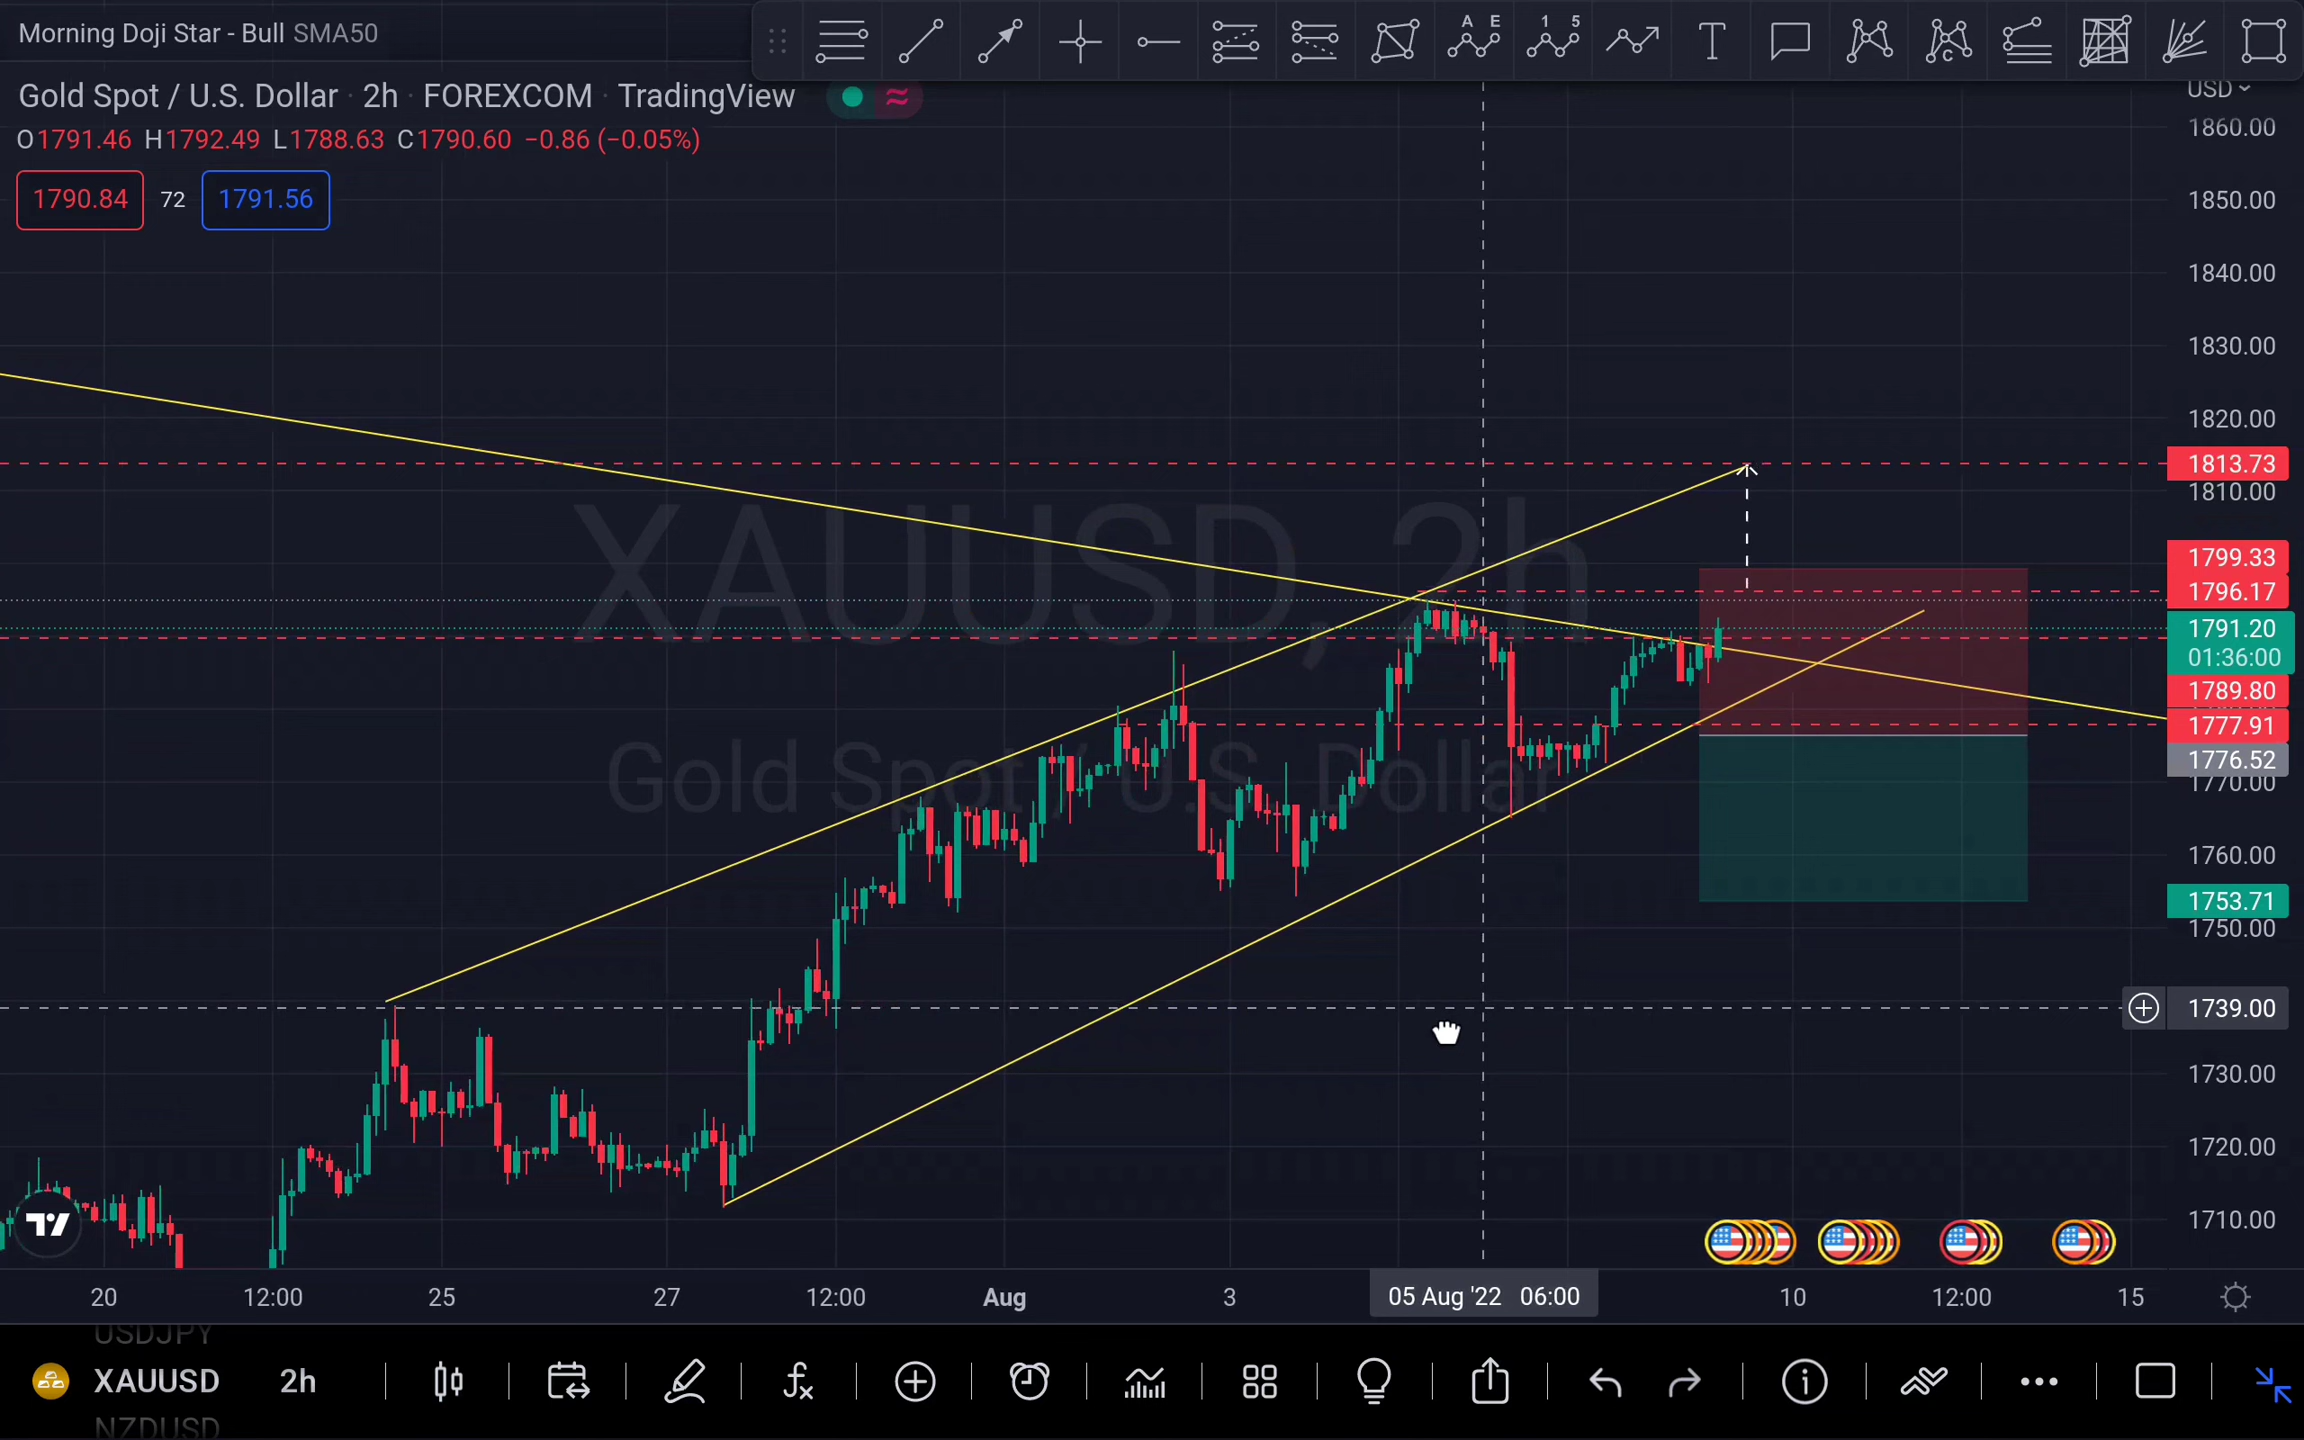 Morning Doji Star - Bull SMA50
A E
1 5
Gold Spot / U.S. Dollar · 2h · FOREXCOM · TradingView
O1791.46 H1792.49 L1788.63 C1790.60 −0.86 (−0.05%)
1790.84 72 1791.56
USD
1860.00
1850.00
1840.00
1830.00
1820.00
1813.73
1810.00
1799.33
1796.17
1791.20
01:36:00
1789.80
1777.91
1776.52
1770.00
1760.00
1753.71
1750.00
1739.00
1730.00
1720.00
1710.00
XAUUSD, 2h
Gold Spot / U.S. Dollar
20 12:00 25 27 12:00 Aug 3 05 Aug '22 06:00 10 12:00 15
USDJPY
XAUUSD 2h
NZDUSD